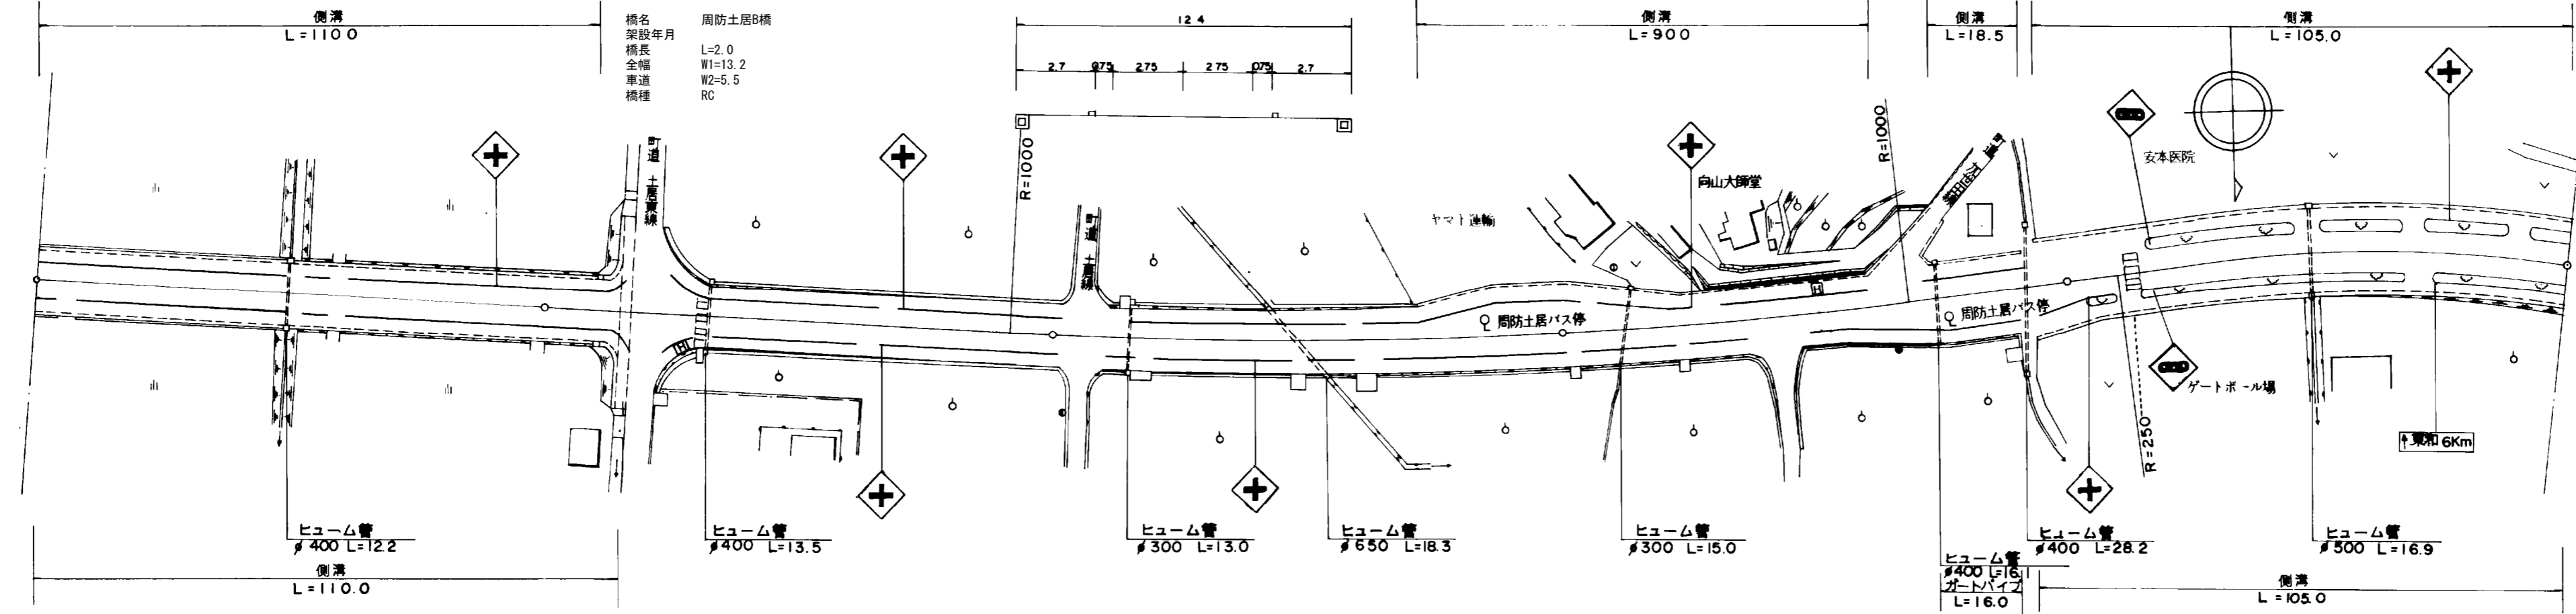 側溝
L=110.0
橋名 周防土居B橋
架設年月
橋長 L=2.0
全幅 W1=13.2
車道 W2=5.5
橋種 RC
12.4
2.7 0.75 2.75 2.75 0.75 2.7
側溝
L=90.0
側溝
L=18.5
側溝
L=105.0
町道 土居東線
R=1000
町道 土居線
ヤマト運輸
向山大師堂
R=1000
安本医院
周防土居バス停
周防土居バス停
ゲートボール場
R=250
東和 6Km
ヒューム管
φ400 L=12.2
ヒューム管
φ400 L=13.5
ヒューム管
φ300 L=13.0
ヒューム管
φ650 L=18.3
ヒューム管
φ300 L=15.0
ヒューム管
φ400 L=16.1
ガートパイプ
L=16.0
ヒューム管
φ400 L=28.2
ヒューム管
φ500 L=16.9
側溝
L=110.0
側溝
L=105.0